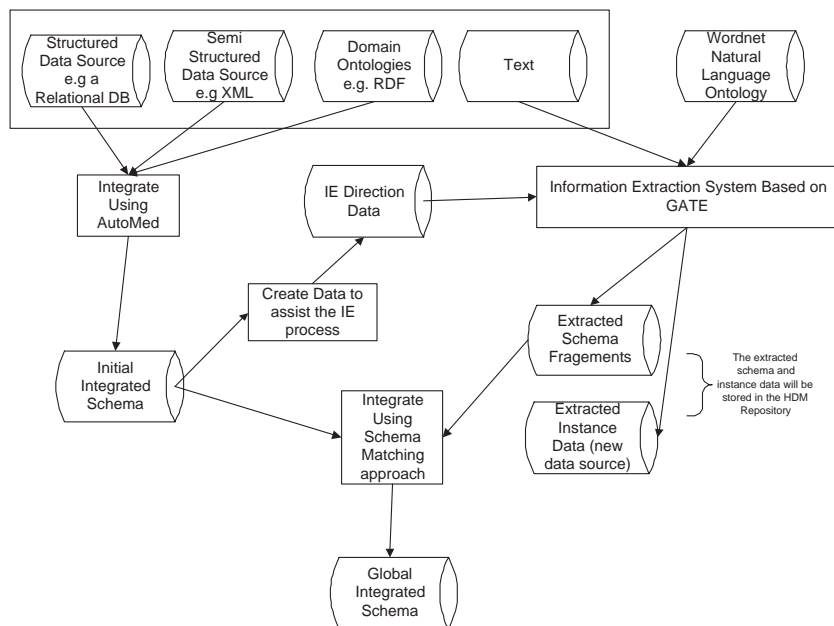 Structured
Data Source
e.g a
Relational DB
Semi
Structured
Data Source
e.g XML
Domain
Ontologies
e.g. RDF
Text
Wordnet
Natural
Language
Ontology
Integrate
Using
AutoMed
IE Direction
Data
Information Extraction System Based on
GATE
Create Data to
assist the IE
process
Initial
Integrated
Schema
Integrate
Using
Schema
Matching
approach
Extracted
Schema
Fragements
The extracted
schema and
instance data will be
stored in the HDM
Repository
Extracted
Instance
Data (new
data source)
Global
Integrated
Schema